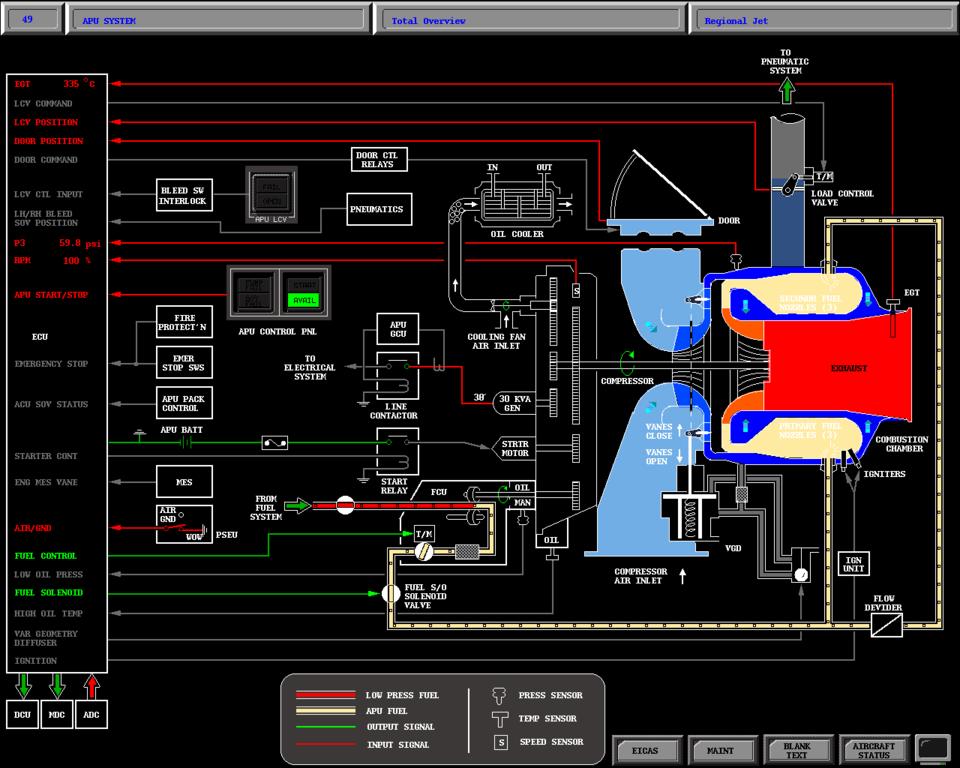 49
APU SYSTEM
Total Overview
Regional Jet
TO
PNEUMATIC
SYSTEM
EGT 335 °C
LCV COMMAND
LCV POSITION
DOOR POSITION
DOOR COMMAND
LCV CTL INPUT
LH/RH BLEED
SOV POSITION
P3 59.8 psi
RPM 100 %
APU START/STOP
ECU
EMERGENCY STOP
ACU SOV STATUS
STARTER CONT
ENG MES VANE
AIR/GND
FUEL CONTROL
LOW OIL PRESS
FUEL SOLENOID
HIGH OIL TEMP
VAR GEOMETRY
DIFFUSER
IGNITION
DCU
MDC
ADC
DOOR CTL
RELAYS
BLEED SW
INTERLOCK
FAIL
OPEN
APU LCV
PNEUMATICS
START
AVAIL
APU CONTROL PNL
FIRE
PROTECT'N
EMER
STOP SWS
APU PACK
CONTROL
APU BATT
MES
AIR
GND
WOW
PSEU
IN
OUT
OIL COOLER
COOLING FAN
AIR INLET
APU
GCU
TO
ELECTRICAL
SYSTEM
LINE
CONTACTOR
30
30 KVA
GEN
STRTR
MOTOR
START
RELAY
FROM
FUEL
SYSTEM
FCU
OIL
MAN
T/M
OIL
FUEL S/O
SOLENOID
VALVE
S
DOOR
COMPRESSOR
VANES
CLOSE
VANES
OPEN
VGD
COMPRESSOR
AIR INLET
T/M
LOAD CONTROL
VALVE
SECONDRY FUEL
NOZZLES (3)
EGT
EXHAUST
PRIMARY FUEL
NOZZLES (3)
COMBUSTION
CHAMBER
IGNITERS
IGN
UNIT
FLOW
DEVIDER
LOW PRESS FUEL
APU FUEL
OUTPUT SIGNAL
INPUT SIGNAL
PRESS SENSOR
TEMP SENSOR
S
SPEED SENSOR
EICAS
MAINT
BLANK
TEXT
AIRCRAFT
STATUS